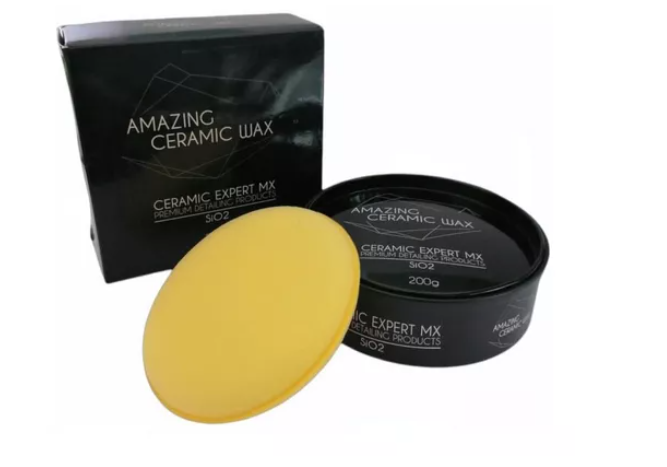 AMAZING
CERAMIC WAX
CERAMIC EXPERT MX
PREMIUM DETAILING PRODUCTS
SiO2
AMAZING
CERAMIC WAX
CERAMIC EXPERT MX
PREMIUM DETAILING PRODUCTS
SiO2
200g
MIC EXPERT MX
DETAILING PRODUCTS
SiO2
AMAZING
CERAMIC WAX